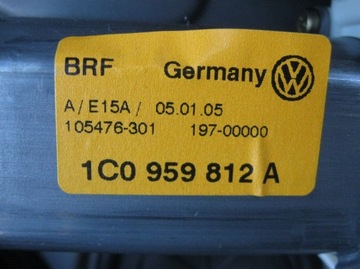 BRF Germany
A / E15A / 05.01.05
105476-301 197-00000
1C0 959 812 A